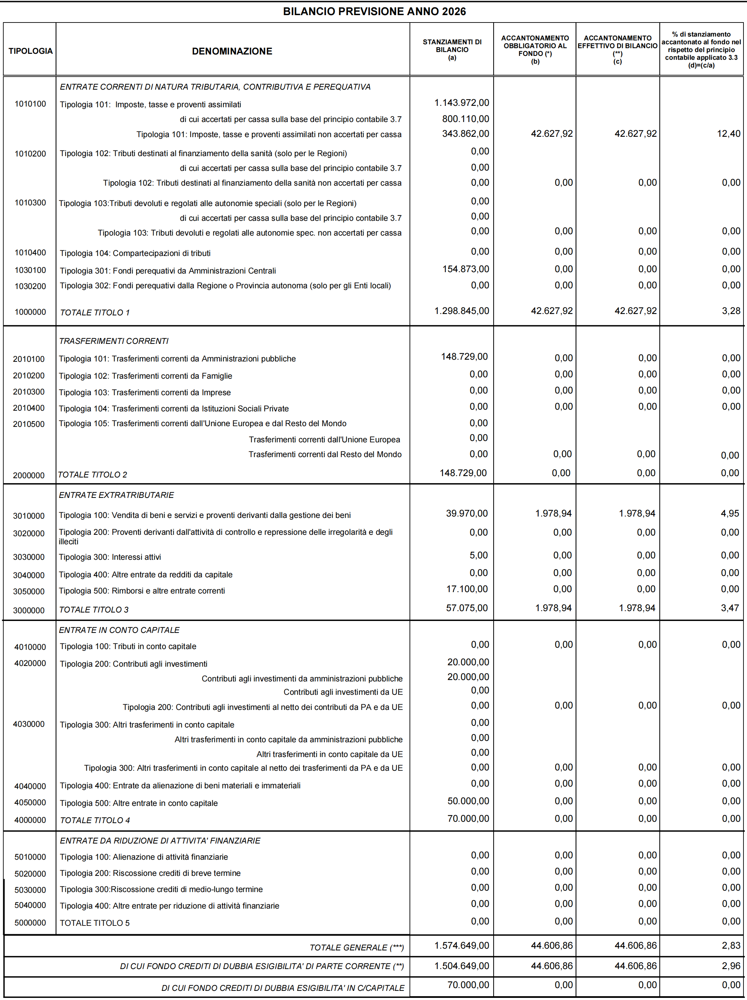 BILANCIO PREVISIONE ANNO 2026
TIPOLOGIA DENOMINAZIONE STANZIAMENTI DI BILANCIO (a) ACCANTONAMENTO OBBLIGATORIO AL FONDO (*) (b) ACCANTONAMENTO EFFETTIVO DI BILANCIO (**) (c) % di stanziamento accantonato al fondo nel rispetto del principio contabile applicato 3.3 (d)=(c/a)
ENTRATE CORRENTI DI NATURA TRIBUTARIA, CONTRIBUTIVA E PEREQUATIVA
1010100 Tipologia 101: Imposte, tasse e proventi assimilati 1.143.972,00
di cui accertati per cassa sulla base del principio contabile 3.7 800.110,00
Tipologia 101: Imposte, tasse e proventi assimilati non accertati per cassa 343.862,00 42.627,92 42.627,92 12,40
1010200 Tipologia 102: Tributi destinati al finanziamento della sanità (solo per le Regioni) 0,00
di cui accertati per cassa sulla base del principio contabile 3.7 0,00
Tipologia 102: Tributi destinati al finanziamento della sanità non accertati per cassa 0,00 0,00 0,00 0,00
1010300 Tipologia 103:Tributi devoluti e regolati alle autonomie speciali (solo per le Regioni) 0,00
di cui accertati per cassa sulla base del principio contabile 3.7 0,00
Tipologia 103: Tributi devoluti e regolati alle autonomie spec. non accertati per cassa 0,00 0,00 0,00 0,00
1010400 Tipologia 104: Compartecipazioni di tributi 0,00 0,00 0,00 0,00
1030100 Tipologia 301: Fondi perequativi da Amministrazioni Centrali 154.873,00 0,00 0,00 0,00
1030200 Tipologia 302: Fondi perequativi dalla Regione o Provincia autonoma (solo per gli Enti locali) 0,00 0,00 0,00 0,00
1000000 TOTALE TITOLO 1 1.298.845,00 42.627,92 42.627,92 3,28
TRASFERIMENTI CORRENTI
2010100 Tipologia 101: Trasferimenti correnti da Amministrazioni pubbliche 148.729,00 0,00 0,00 0,00
2010200 Tipologia 102: Trasferimenti correnti da Famiglie 0,00 0,00 0,00 0,00
2010300 Tipologia 103: Trasferimenti correnti da Imprese 0,00 0,00 0,00 0,00
2010400 Tipologia 104: Trasferimenti correnti da Istituzioni Sociali Private 0,00 0,00 0,00 0,00
2010500 Tipologia 105: Trasferimenti correnti dall'Unione Europea e dal Resto del Mondo 0,00
Trasferimenti correnti dall'Unione Europea 0,00
Trasferimenti correnti dal Resto del Mondo 0,00 0,00 0,00 0,00
2000000 TOTALE TITOLO 2 148.729,00 0,00 0,00 0,00
ENTRATE EXTRATRIBUTARIE
3010000 Tipologia 100: Vendita di beni e servizi e proventi derivanti dalla gestione dei beni 39.970,00 1.978,94 1.978,94 4,95
3020000 Tipologia 200: Proventi derivanti dall'attività di controllo e repressione delle irregolarità e degli 0,00 0,00 0,00 0,00
illeciti
3030000 Tipologia 300: Interessi attivi 5,00 0,00 0,00 0,00
3040000 Tipologia 400: Altre entrate da redditi da capitale 0,00 0,00 0,00 0,00
3050000 Tipologia 500: Rimborsi e altre entrate correnti 17.100,00 0,00 0,00 0,00
3000000 TOTALE TITOLO 3 57.075,00 1.978,94 1.978,94 3,47
ENTRATE IN CONTO CAPITALE
4010000 Tipologia 100: Tributi in conto capitale 0,00 0,00 0,00 0,00
4020000 Tipologia 200: Contributi agli investimenti 20.000,00
Contributi agli investimenti da amministrazioni pubbliche 20.000,00
Contributi agli investimenti da UE 0,00
Tipologia 200: Contributi agli investimenti al netto dei contributi da PA e da UE 0,00 0,00 0,00 0,00
4030000 Tipologia 300: Altri trasferimenti in conto capitale 0,00
Altri trasferimenti in conto capitale da amministrazioni pubbliche 0,00
Altri trasferimenti in conto capitale da UE 0,00
Tipologia 300: Altri trasferimenti in conto capitale al netto dei trasferimenti da PA e da UE 0,00 0,00 0,00 0,00
4040000 Tipologia 400: Entrate da alienazione di beni materiali e immateriali 0,00 0,00 0,00 0,00
4050000 Tipologia 500: Altre entrate in conto capitale 50.000,00 0,00 0,00 0,00
4000000 TOTALE TITOLO 4 70.000,00 0,00 0,00 0,00
ENTRATE DA RIDUZIONE DI ATTIVITA' FINANZIARIE
5010000 Tipologia 100: Alienazione di attività finanziarie 0,00 0,00 0,00 0,00
5020000 Tipologia 200: Riscossione crediti di breve termine 0,00 0,00 0,00 0,00
5030000 Tipologia 300:Riscossione crediti di medio-lungo termine 0,00 0,00 0,00 0,00
5040000 Tipologia 400: Altre entrate per riduzione di attività finanziarie 0,00 0,00 0,00 0,00
5000000 TOTALE TITOLO 5 0,00 0,00 0,00 0,00
TOTALE GENERALE (***) 1.574.649,00 44.606,86 44.606,86 2,83
DI CUI FONDO CREDITI DI DUBBIA ESIGIBILITA' DI PARTE CORRENTE (**) 1.504.649,00 44.606,86 44.606,86 2,96
DI CUI FONDO CREDITI DI DUBBIA ESIGIBILITA' IN C/CAPITALE 70.000,00 0,00 0,00 0,00